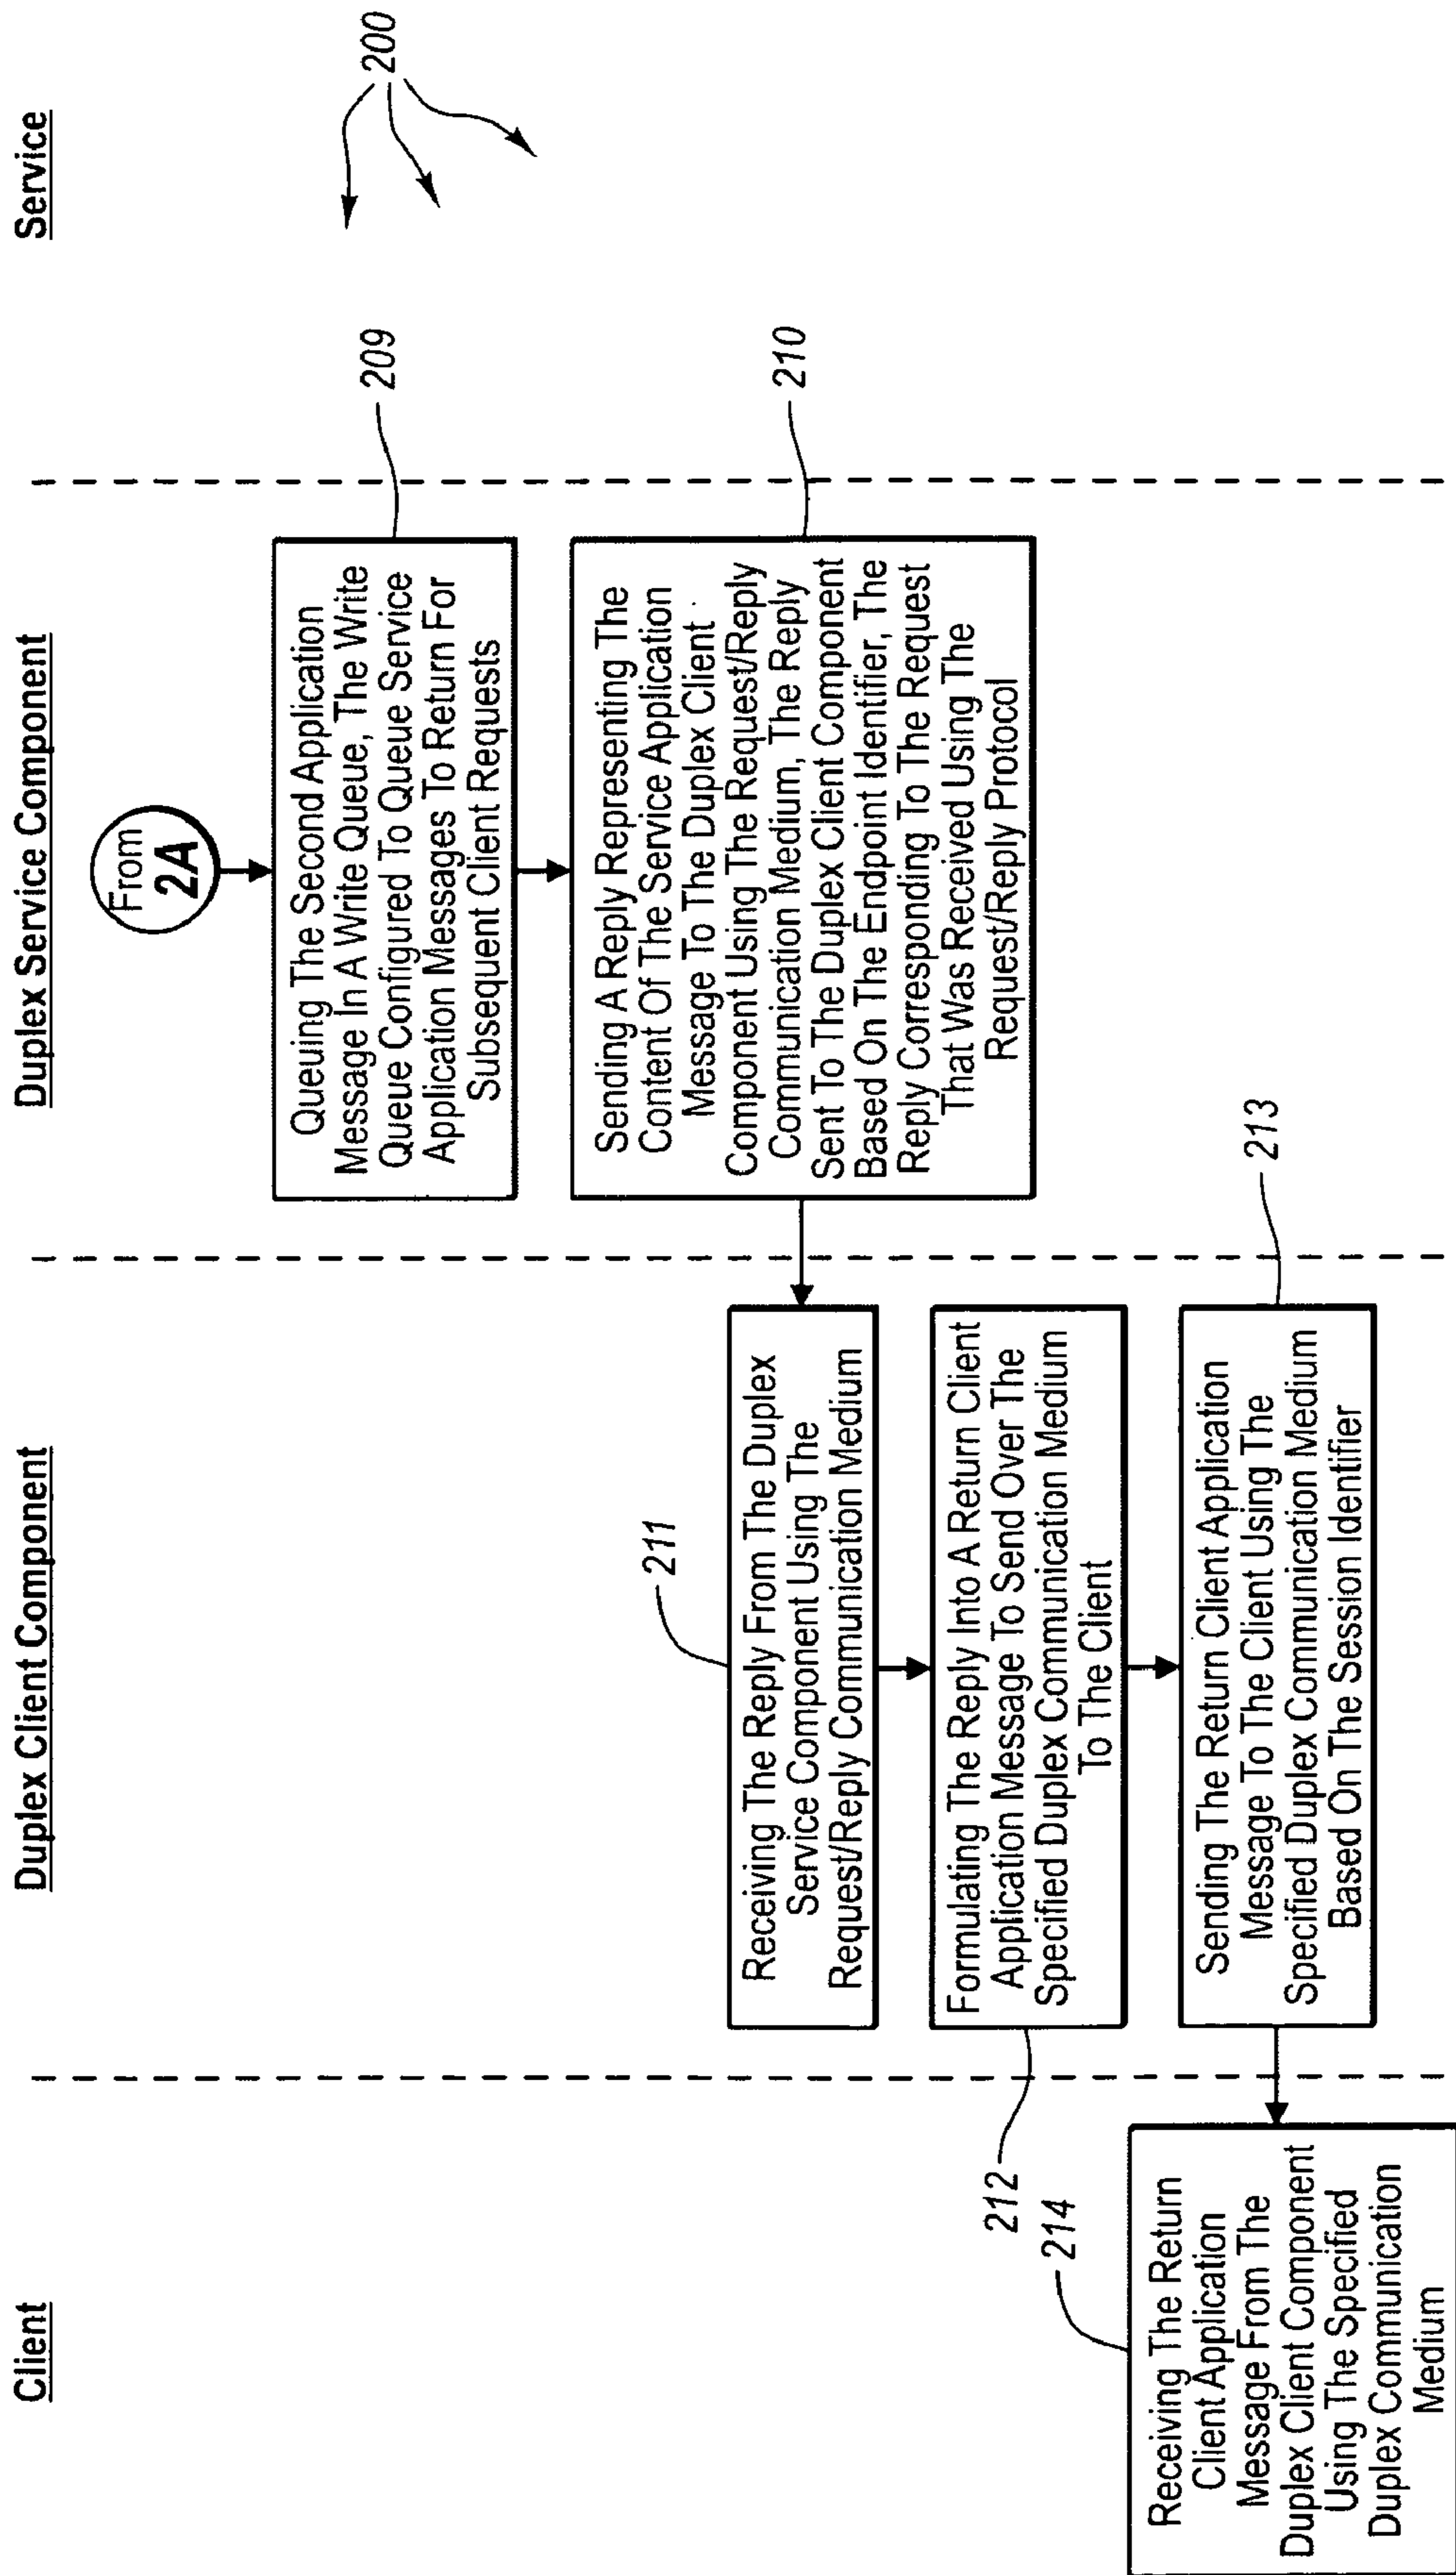 Client
Duplex Client Component
Duplex Service Component
Service
From
2A
200
Queuing The Second Application
Message In A Write Queue, The Write
Queue Configured To Queue Service
Application Messages To Return For
Subsequent Client Requests
209
Sending A Reply Representing The
Content Of The Service Application
Message To The Duplex Client
Component Using The Request/Reply
Communication Medium, The Reply
Sent To The Duplex Client Component
Based On The Endpoint Identifier, The
Reply Corresponding To The Request
That Was Received Using The
Request/Reply Protocol
210
211
Receiving The Reply From The Duplex
Service Component Using The
Request/Reply Communication Medium
Formulating The Reply Into A Return Client
Application Message To Send Over The
Specified Duplex Communication Medium
To The Client
212
Sending The Return Client Application
Message To The Client Using The
Specified Duplex Communication Medium
Based On The Session Identifier
213
214
Receiving The Return
Client Application
Message From The
Duplex Client Component
Using The Specified
Duplex Communication
Medium